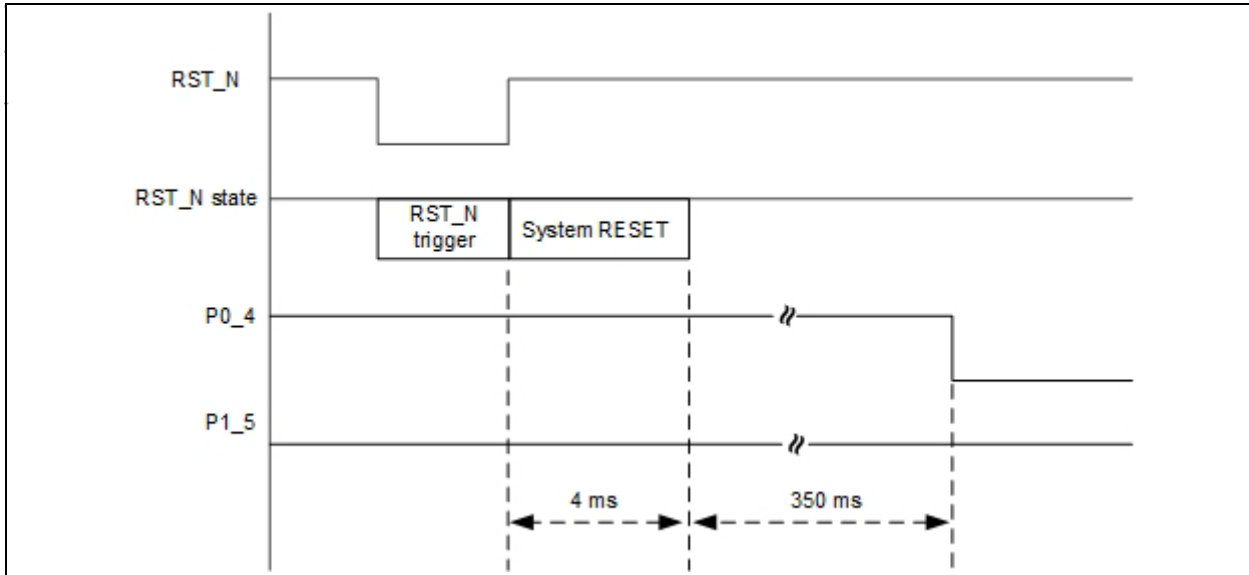 RST_N
RST_N state
RST_N
trigger
System RESET
P0_4
P1_5
4 ms
350 ms